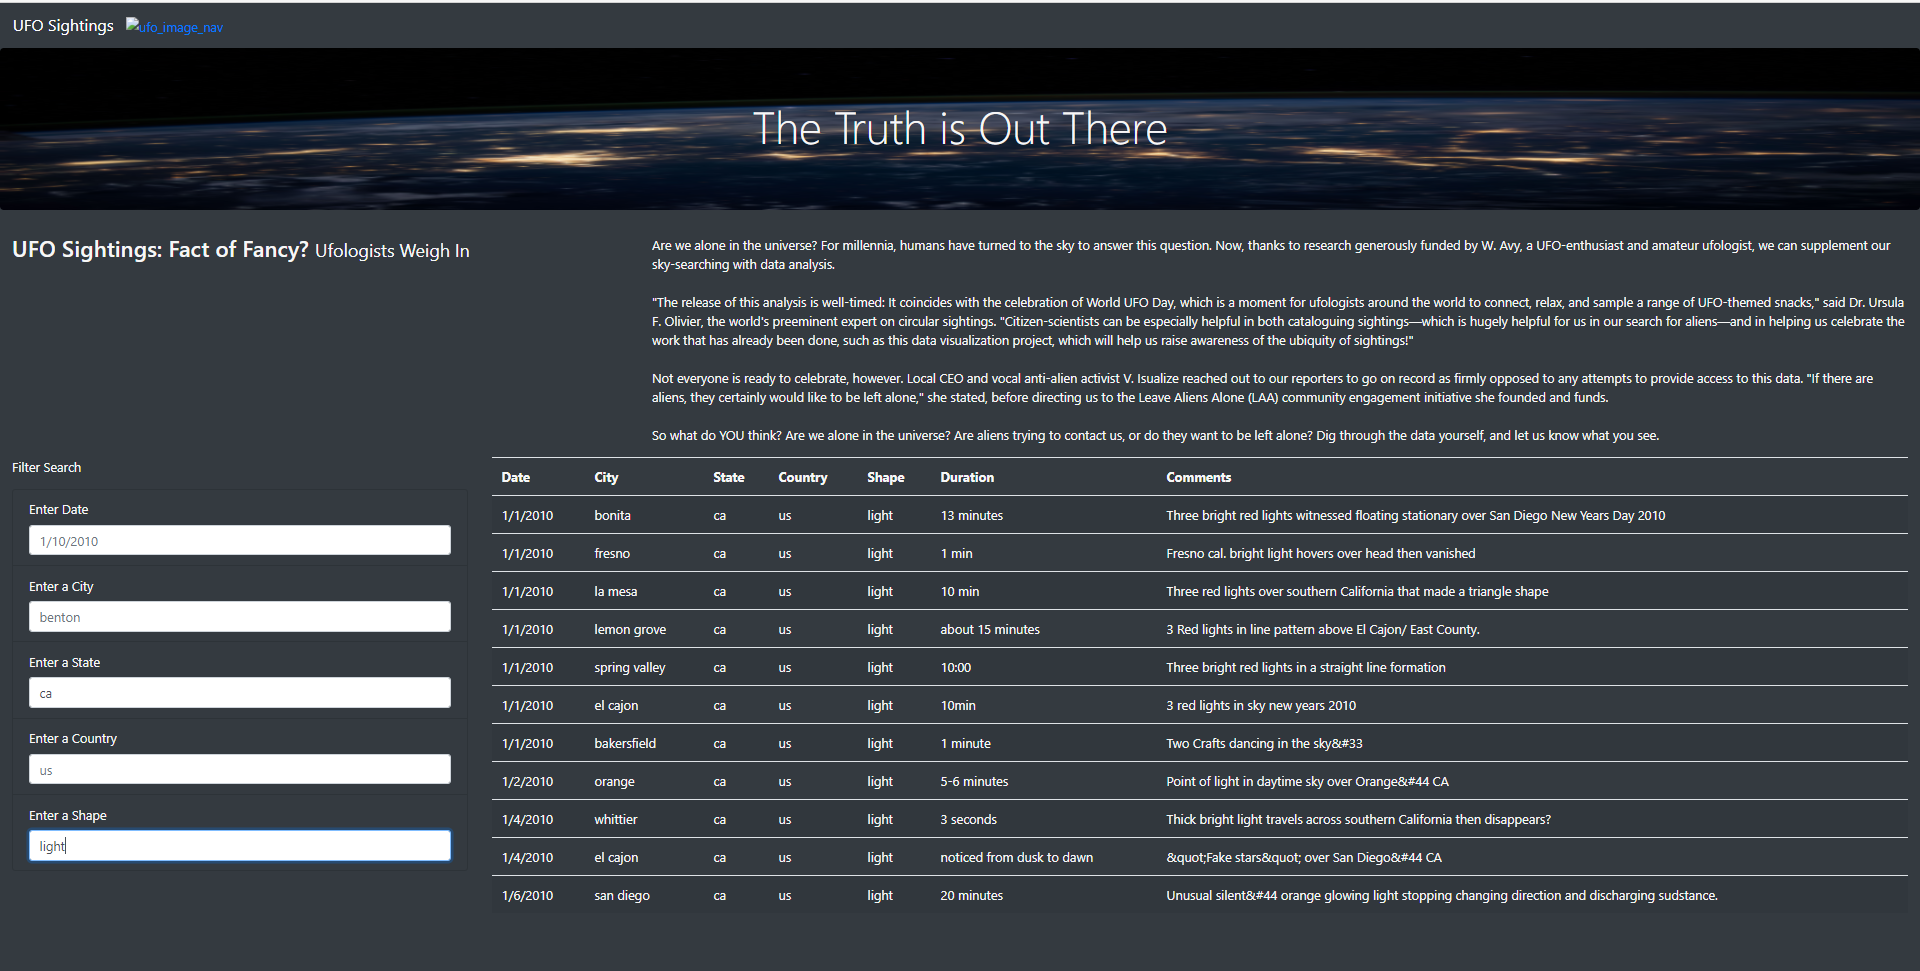 UFO Sightings ufo_image_nav
The Truth is Out There
UFO Sightings: Fact of Fancy? Ufologists Weigh In
Are we alone in the universe? For millennia, humans have turned to the sky to answer this question. Now, thanks to research generously funded by W. Avy, a UFO-enthusiast and amateur ufologist, we can supplement our
sky-searching with data analysis.
"The release of this analysis is well-timed: It coincides with the celebration of World UFO Day, which is a moment for ufologists around the world to connect, relax, and sample a range of UFO-themed snacks," said Dr. Ursula
F. Olivier, the world's preeminent expert on circular sightings. "Citizen-scientists can be especially helpful in both cataloguing sightings—which is hugely helpful for us in our search for aliens—and in helping us celebrate the
work that has already been done, such as this data visualization project, which will help us raise awareness of the ubiquity of sightings!"
Not everyone is ready to celebrate, however. Local CEO and vocal anti-alien activist V. Isualize reached out to our reporters to go on record as firmly opposed to any attempts to provide access to this data. "If there are
aliens, they certainly would like to be left alone," she stated, before directing us to the Leave Aliens Alone (LAA) community engagement initiative she founded and funds.
So what do YOU think? Are we alone in the universe? Are aliens trying to contact us, or do they want to be left alone? Dig through the data yourself, and let us know what you see.
Filter Search
Enter Date
1/10/2010
Enter a City
benton
Enter a State
ca
Enter a Country
us
Enter a Shape
light
Date City State Country Shape Duration Comments
1/1/2010 bonita ca us light 13 minutes Three bright red lights witnessed floating stationary over San Diego New Years Day 2010
1/1/2010 fresno ca us light 1 min Fresno cal. bright light hovers over head then vanished
1/1/2010 la mesa ca us light 10 min Three red lights over southern California that made a triangle shape
1/1/2010 lemon grove ca us light about 15 minutes 3 Red lights in line pattern above El Cajon/ East County.
1/1/2010 spring valley ca us light 10:00 Three bright red lights in a straight line formation
1/1/2010 el cajon ca us light 10min 3 red lights in sky new years 2010
1/1/2010 bakersfield ca us light 1 minute Two Crafts dancing in the sky&#33
1/2/2010 orange ca us light 5-6 minutes Point of light in daytime sky over Orange&#44 CA
1/4/2010 whittier ca us light 3 seconds Thick bright light travels across southern California then disappears?
1/4/2010 el cajon ca us light noticed from dusk to dawn &quot;Fake stars&quot; over San Diego&#44 CA
1/6/2010 san diego ca us light 20 minutes Unusual silent&#44 orange glowing light stopping changing direction and discharging sudstance.